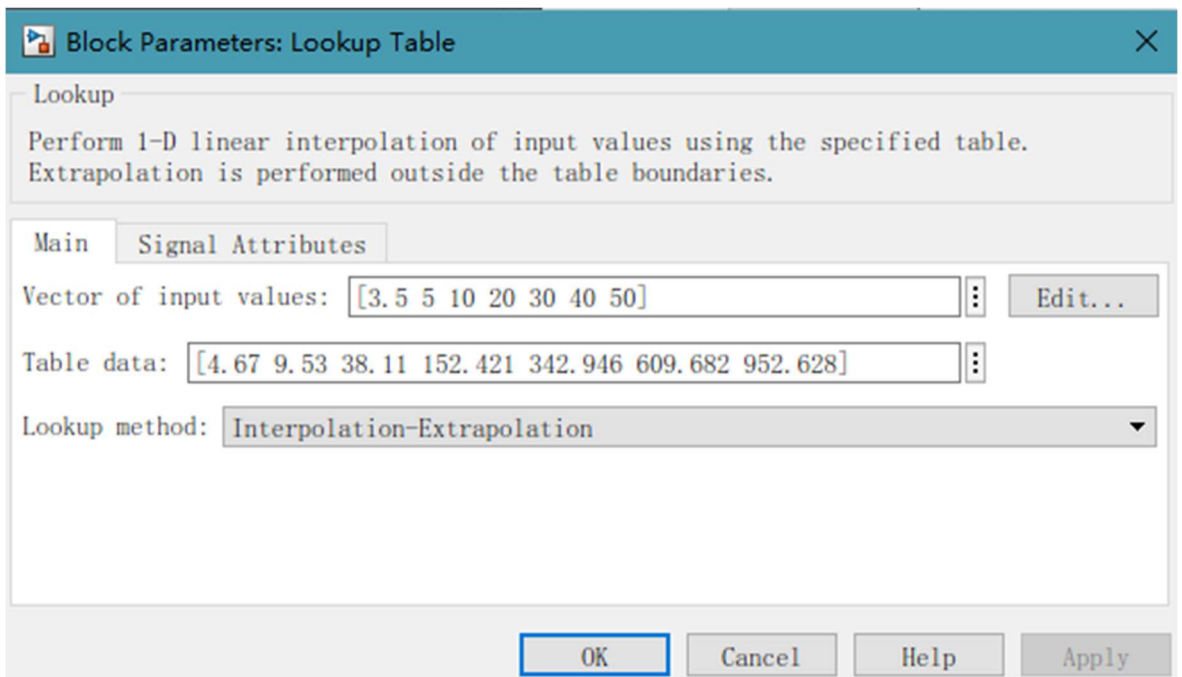 Block Parameters: Lookup Table
Lookup
Perform 1-D linear interpolation of input values using the specified table.
Extrapolation is performed outside the table boundaries.
Main Signal Attributes
Vector of input values: [3.5 5 10 20 30 40 50] Edit...
Table data: [4.67 9.53 38.11 152.421 342.946 609.682 952.628]
Lookup method: Interpolation-Extrapolation
OK Cancel Help Apply